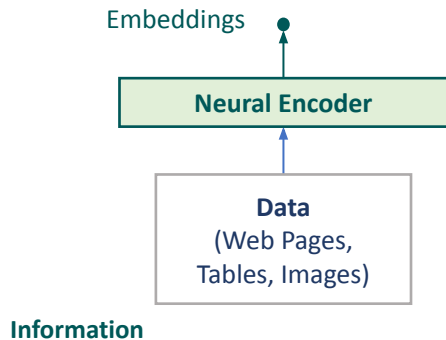 Embeddings
Neural Encoder
Data
(Web Pages,
Tables, Images)
Information